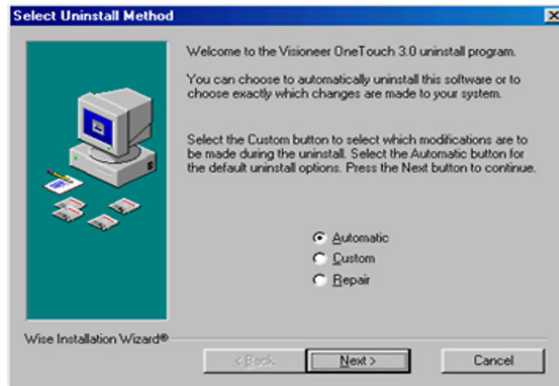 Select Uninstall Method
Welcome to the Visioneer OneTouch 3.0 uninstall program.
You can choose to automatically uninstall this software or to
choose exactly which changes are made to your system.
Select the Custom button to select which modifications are to
be made during the uninstall. Select the Automatic button for
the default uninstall options. Press the Next button to continue.
Automatic
Custom
Repair
Wise Installation Wizard®
< Back
Next >
Cancel